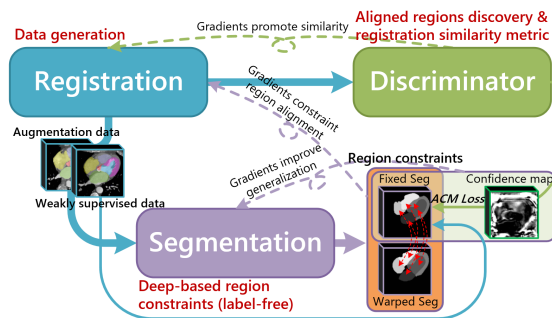 Gradients promote similarity
Data generation
Aligned regions discovery &
registration similarity metric
Registration
Discriminator
Gradients constraint
region alignment
Augmentation data
Weakly supervised data
Gradients improve
generalization
Region constraints
Fixed Seg
Confidence map
ACM Loss
Segmentation
Warped Seg
Deep-based region
constraints (label-free)